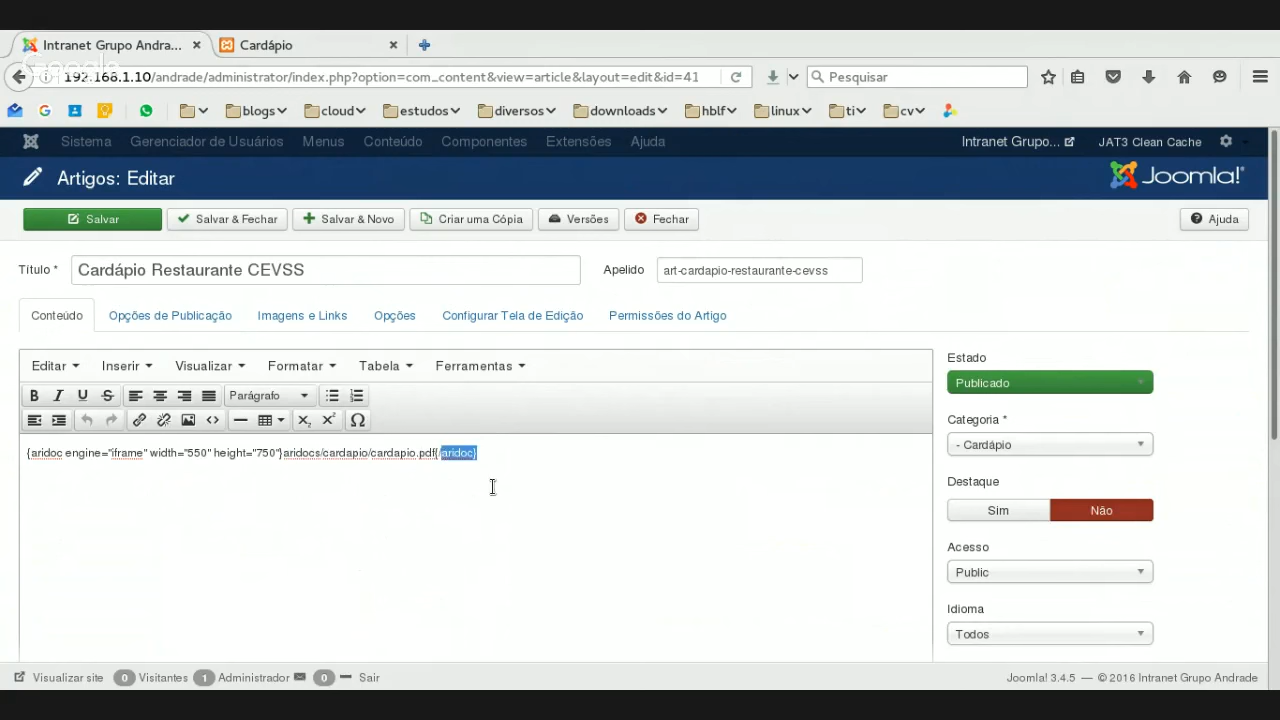 Intranet Grupo Andra...
Cardápio
Google
192.168.1.10/andrade/administrator/index.php?option=com_content&view=article&layout=edit&id=41
Pesquisar
blogs
cloud
estudos
diversos
downloads
hblf
linux
ti
cv
Sistema Gerenciador de Usuários Menus Conteúdo Componentes Extensões Ajuda
Intranet Grupo... JAT3 Clean Cache
Artigos: Editar
Joomla!®
Salvar Salvar & Fechar Salvar & Novo Criar uma Cópia Versões Fechar Ajuda
Título * Cardápio Restaurante CEVSS Apelido art-cardapio-restaurante-cevss
Conteúdo Opções de Publicação Imagens e Links Opções Configurar Tela de Edição Permissões do Artigo
Editar Inserir Visualizar Formatar Tabela Ferramentas
Parágrafo
{aridoc engine="iframe" width="550" height="750"}aridocs/cardapio/cardapio.pdf{/aridoc}
Estado
Publicado
Categoria *
- Cardápio
Destaque
Sim Não
Acesso
Public
Idioma
Todos
Visualizar site 0 Visitantes 1 Administrador 0 Sair
Joomla! 3.4.5 — © 2016 Intranet Grupo Andrade